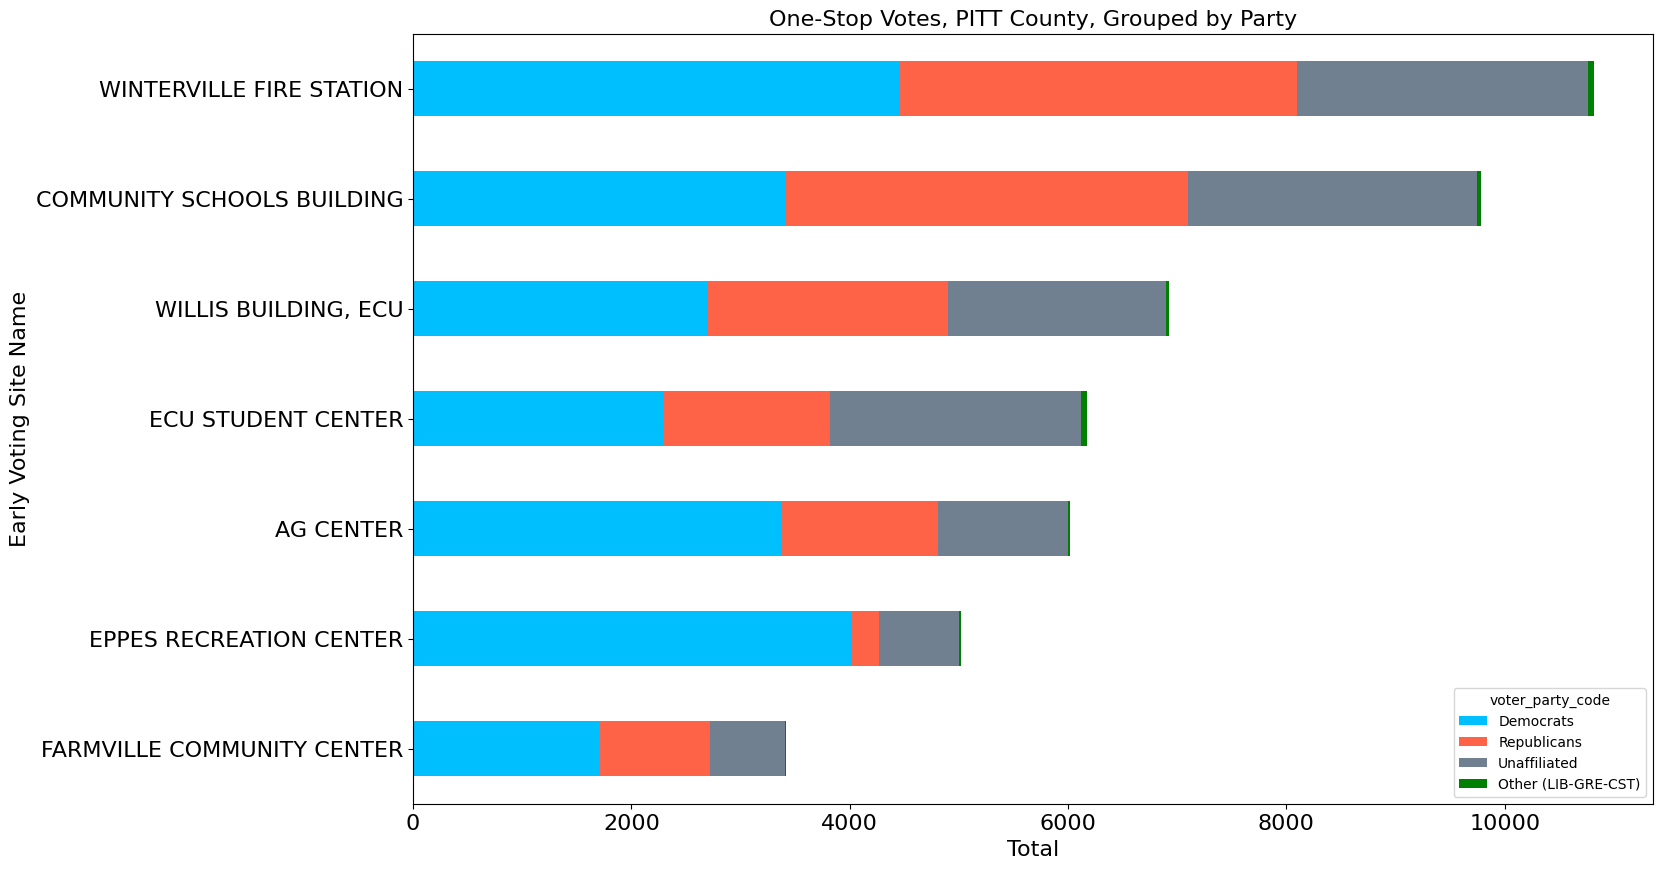 One-Stop Votes, PITT County, Grouped by Party
Early Voting Site Name
WINTERVILLE FIRE STATION
COMMUNITY SCHOOLS BUILDING
WILLIS BUILDING, ECU
ECU STUDENT CENTER
AG CENTER
EPPES RECREATION CENTER
FARMVILLE COMMUNITY CENTER
voter_party_code
Democrats
Republicans
Unaffiliated
Other (LIB-GRE-CST)
0 2000 4000 6000 8000 10000
Total